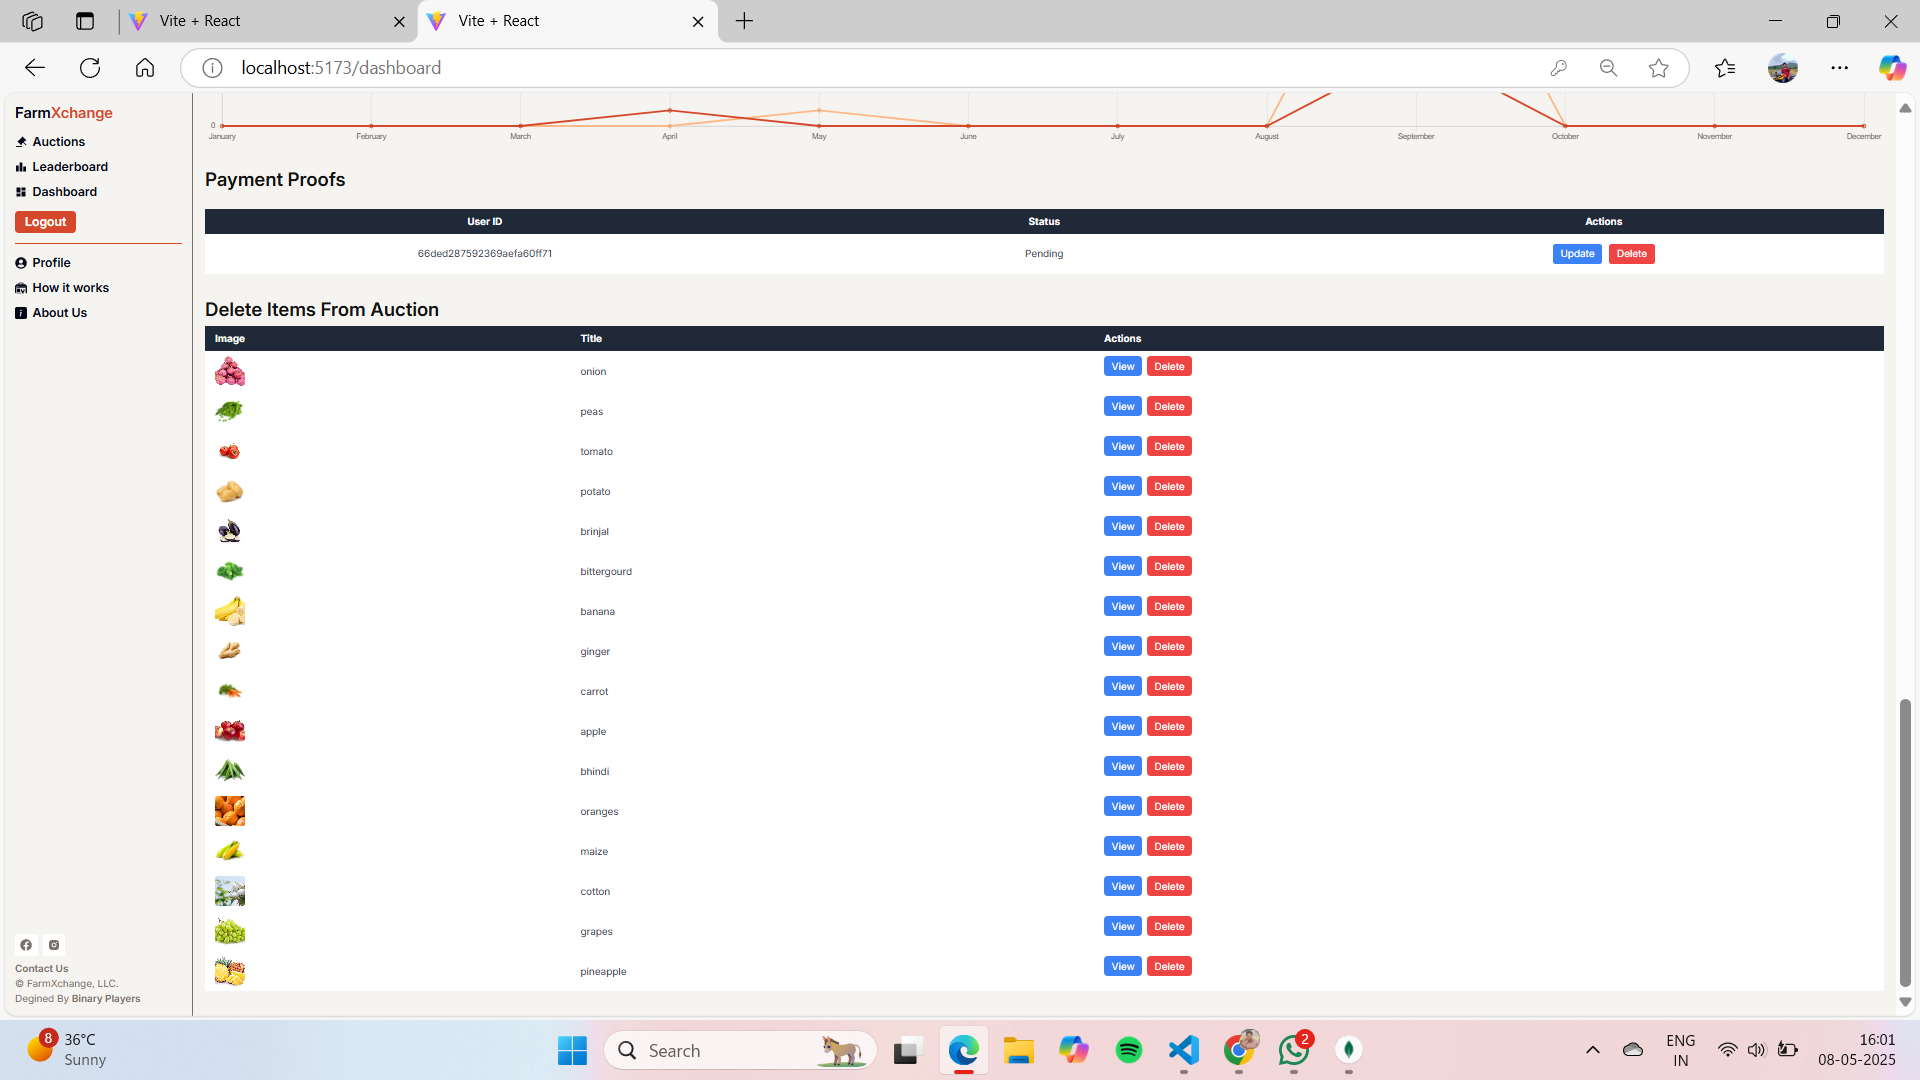 Vite + React
Vite + React
localhost:5173/dashboard
FarmXchange
Auctions
Leaderboard
Dashboard
Logout
Profile
How it works
About Us
Contact Us
© FarmXchange, LLC.
Degined By Binary Players
0
January February March April May June July August September October November December
Payment Proofs
User ID Status Actions
66ded287592369aefa60ff71 Pending Update Delete
Delete Items From Auction
Image Title Actions
onion View Delete
peas View Delete
tomato View Delete
potato View Delete
brinjal View Delete
bittergourd View Delete
banana View Delete
ginger View Delete
carrot View Delete
apple View Delete
bhindi View Delete
oranges View Delete
maize View Delete
cotton View Delete
grapes View Delete
pineapple View Delete
8
36°C
Sunny
Search
2
ENG
IN
16:01
08-05-2025